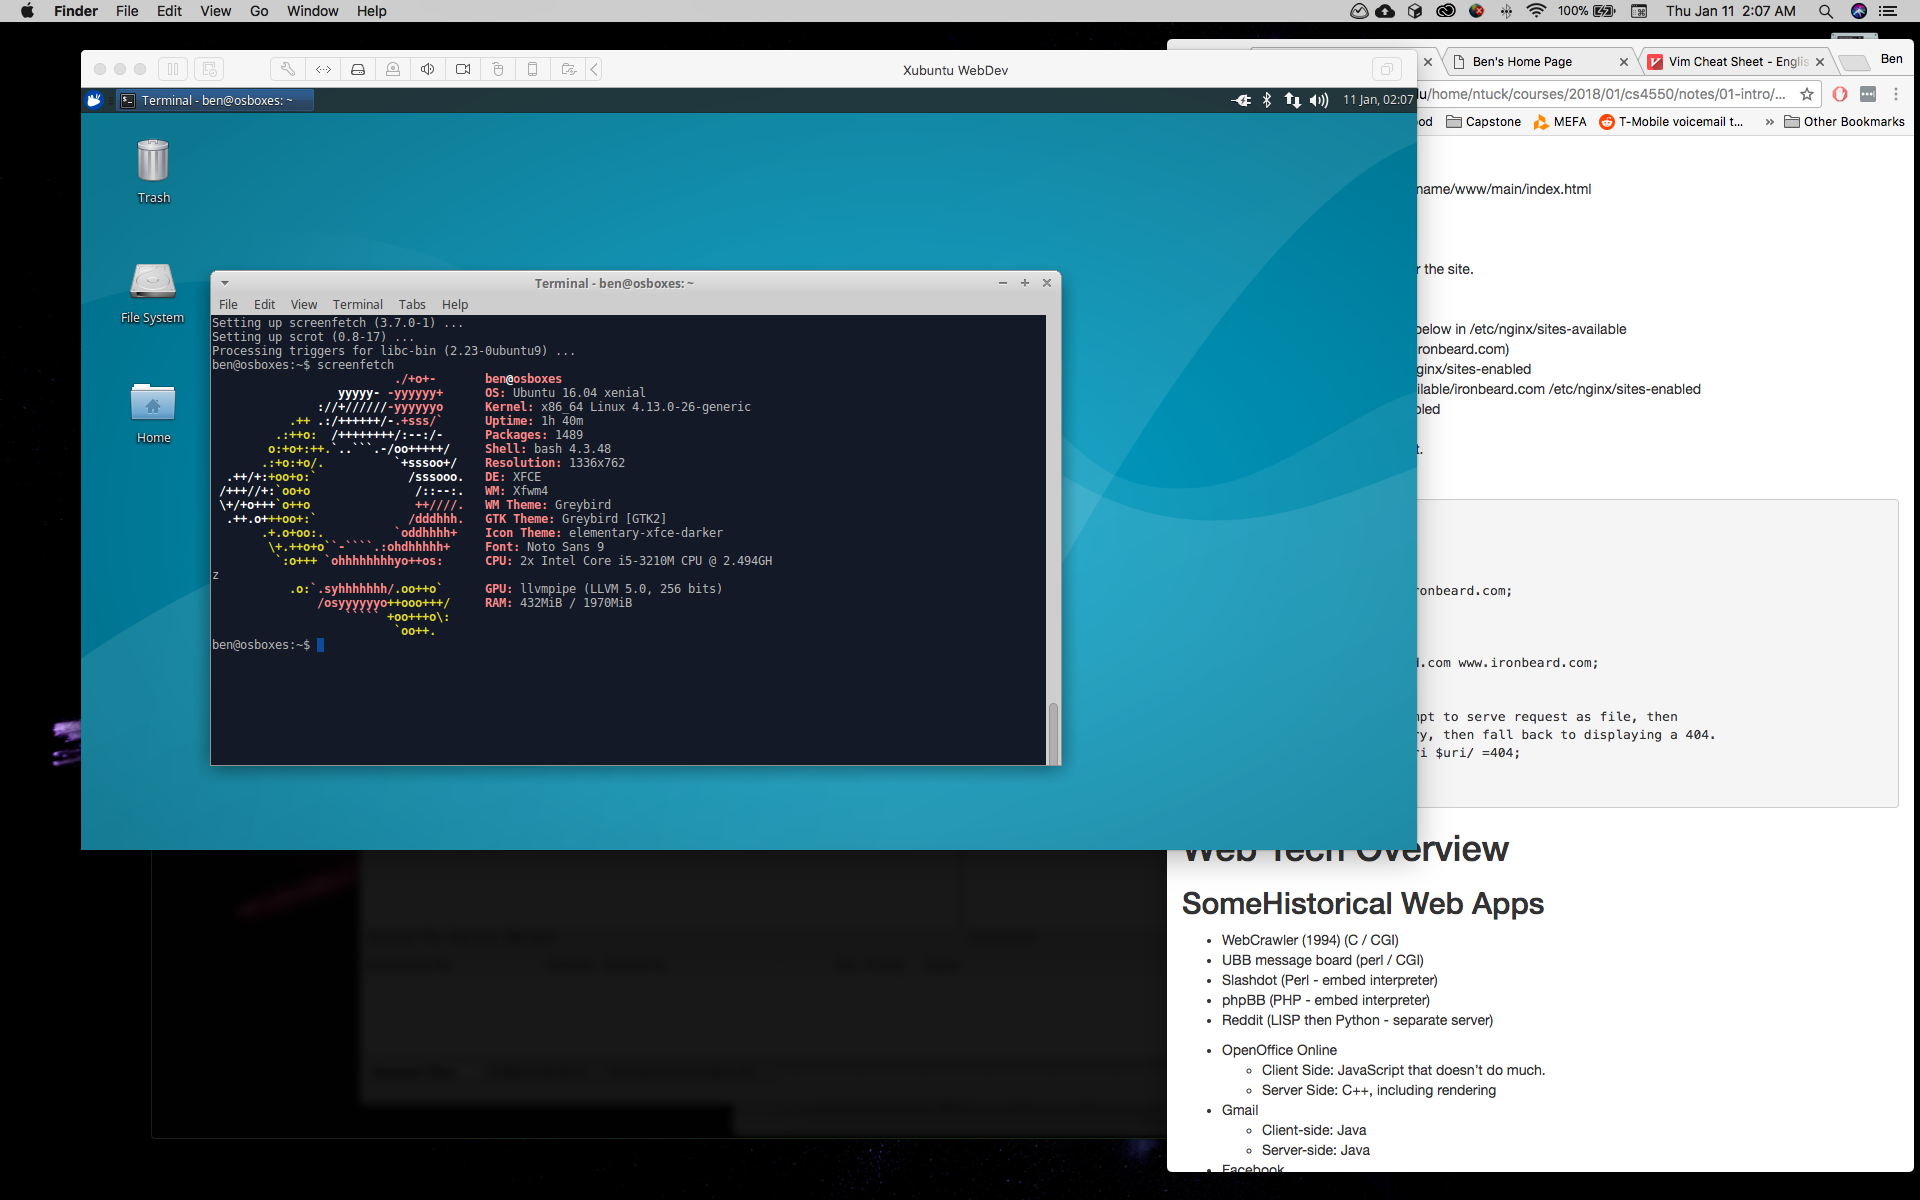 Finder File Edit View Go Window Help 100% Thu Jan 11 2:07 AM
Xubuntu WebDev
Terminal - ben@osboxes: ~ 11 Jan, 02:07
Trash
File System
Home
Terminal - ben@osboxes: ~
File Edit View Terminal Tabs Help
Setting up screenfetch (3.7.0-1) ...
Setting up scrot (0.8-17) ...
Processing triggers for libc-bin (2.23-0ubuntu9) ...
ben@osboxes:~$ screenfetch
ben@osboxes
OS: Ubuntu 16.04 xenial
Kernel: x86_64 Linux 4.13.0-26-generic
Uptime: 1h 40m
Packages: 1489
Shell: bash 4.3.48
Resolution: 1336x762
DE: XFCE
WM: Xfwm4
WM Theme: Greybird
GTK Theme: Greybird [GTK2]
Icon Theme: elementary-xfce-darker
Font: Noto Sans 9
CPU: 2x Intel Core i5-3210M CPU @ 2.494GH
z
GPU: llvmpipe (LLVM 5.0, 256 bits)
RAM: 432MiB / 1970MiB
ben@osboxes:~$
Ben's Home Page Vim Cheat Sheet - Englis Ben
u/home/ntuck/courses/2018/01/cs4550/notes/01-intro/...
od Capstone MEFA T-Mobile voicemail t... » Other Bookmarks
name/www/main/index.html
r the site.
below in /etc/nginx/sites-available
ronbeard.com)
ginx/sites-enabled
ilable/ironbeard.com /etc/nginx/sites-enabled
bled
t.
ronbeard.com;
d.com www.ironbeard.com;
mpt to serve request as file, then
ry, then fall back to displaying a 404.
ri $uri/ =404;
Web Tech Overview
SomeHistorical Web Apps
• WebCrawler (1994) (C / CGI)
• UBB message board (perl / CGI)
• Slashdot (Perl - embed interpreter)
• phpBB (PHP - embed interpreter)
• Reddit (LISP then Python - separate server)
• OpenOffice Online
◦ Client Side: JavaScript that doesn't do much.
◦ Server Side: C++, including rendering
• Gmail
◦ Client-side: Java
◦ Server-side: Java
• Facebook